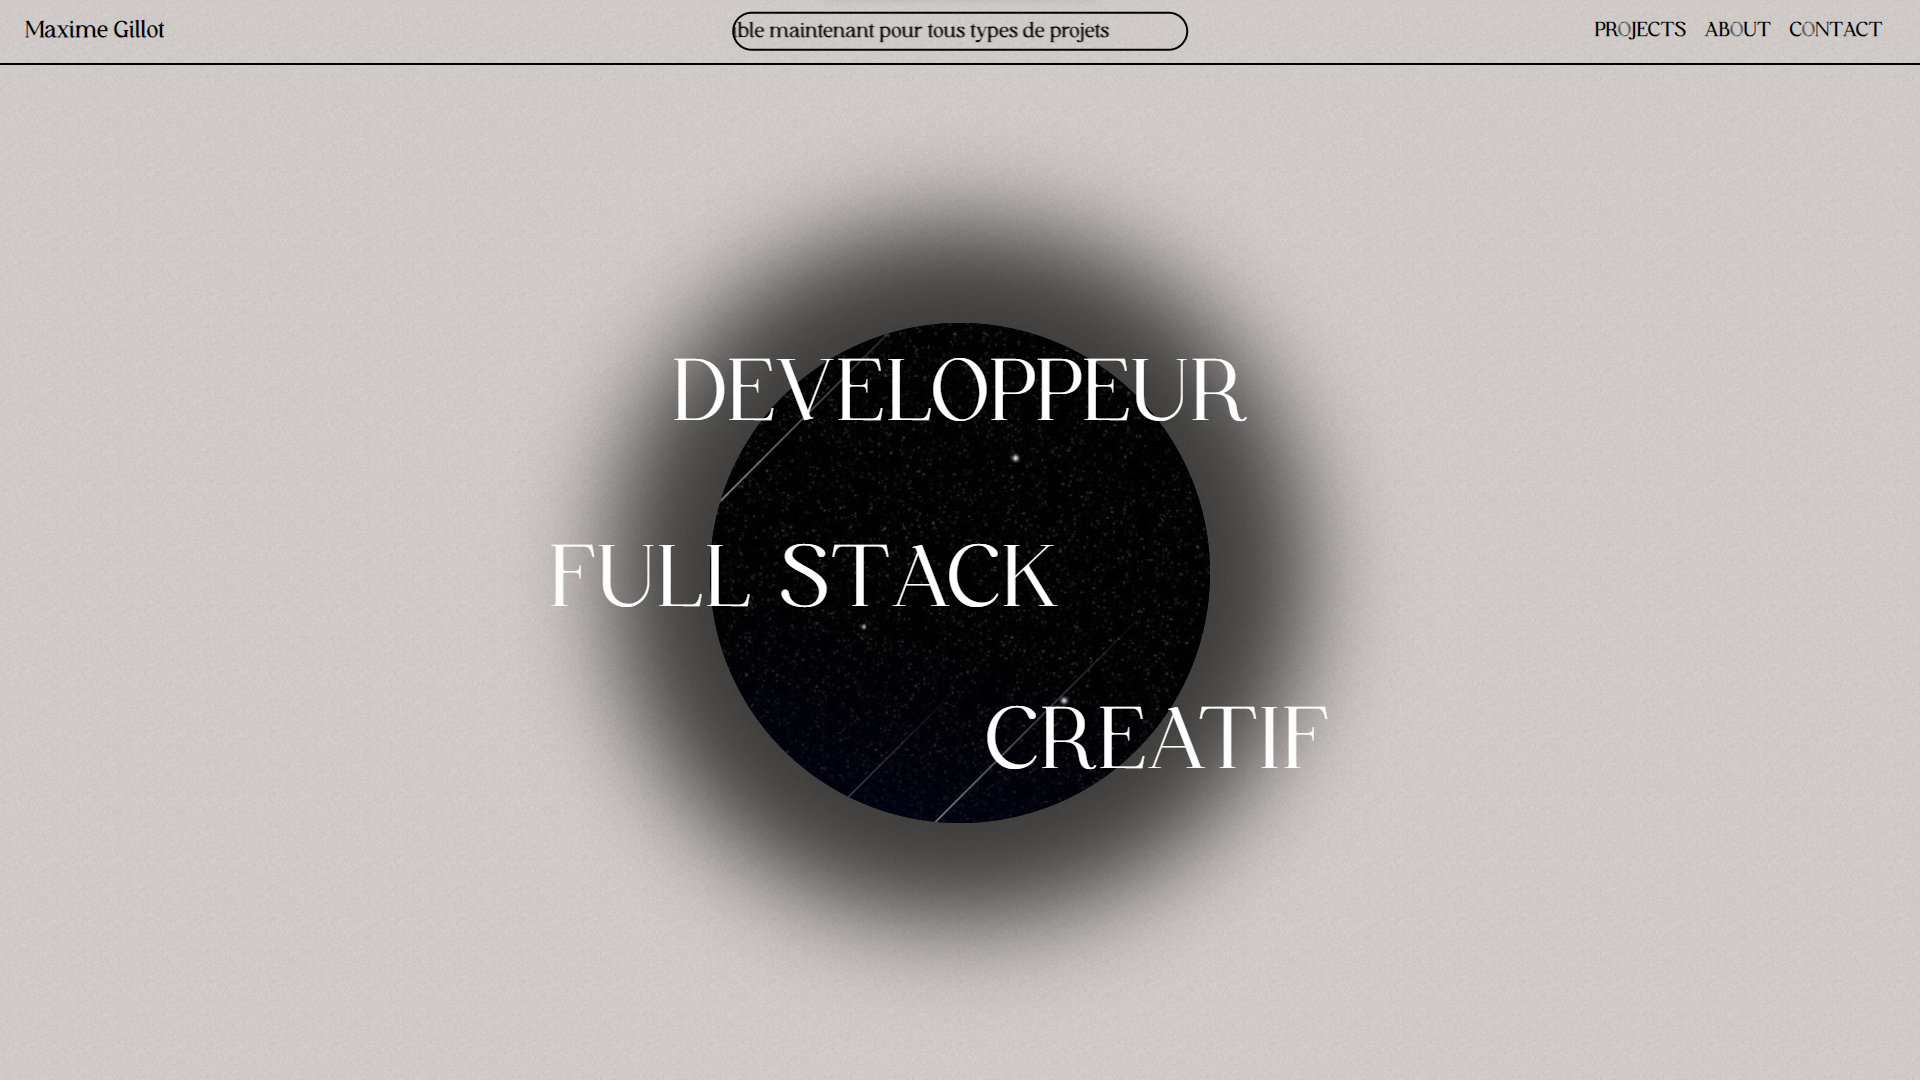 Maxime Gillot
ble maintenant pour tous types de projets
PROJECTS ABOUT CONTACT
DEVELOPPEUR
FULL STACK
CREATIF